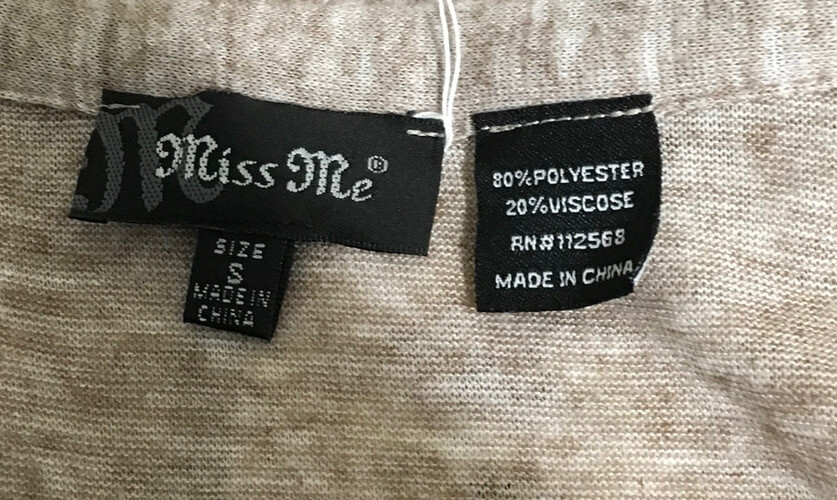 Miss Me®
SIZE
S
MADE IN
CHINA
80%POLYESTER
20%VISCOSE
RN#112568
MADE IN CHINA